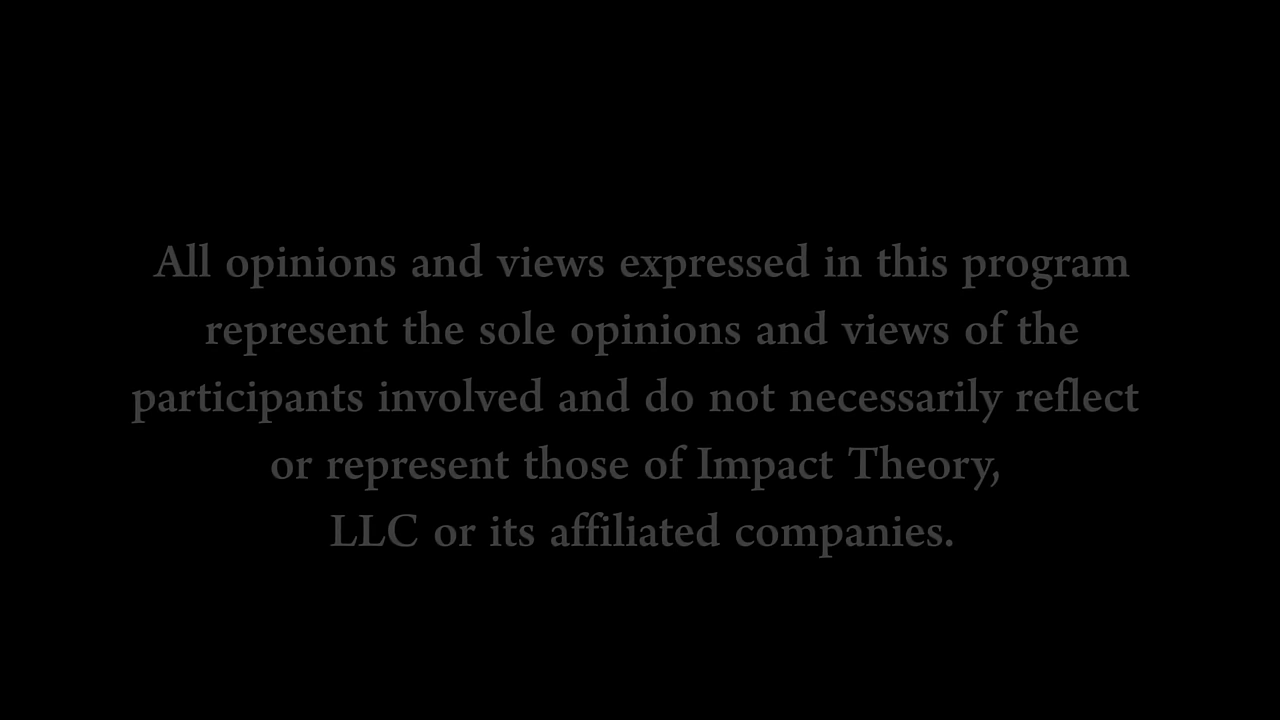 All opinions and views expressed in this program
represent the sole opinions and views of the
participants involved and do not necessarily reflect
or represent those of Impact Theory,
LLC or its affiliated companies.